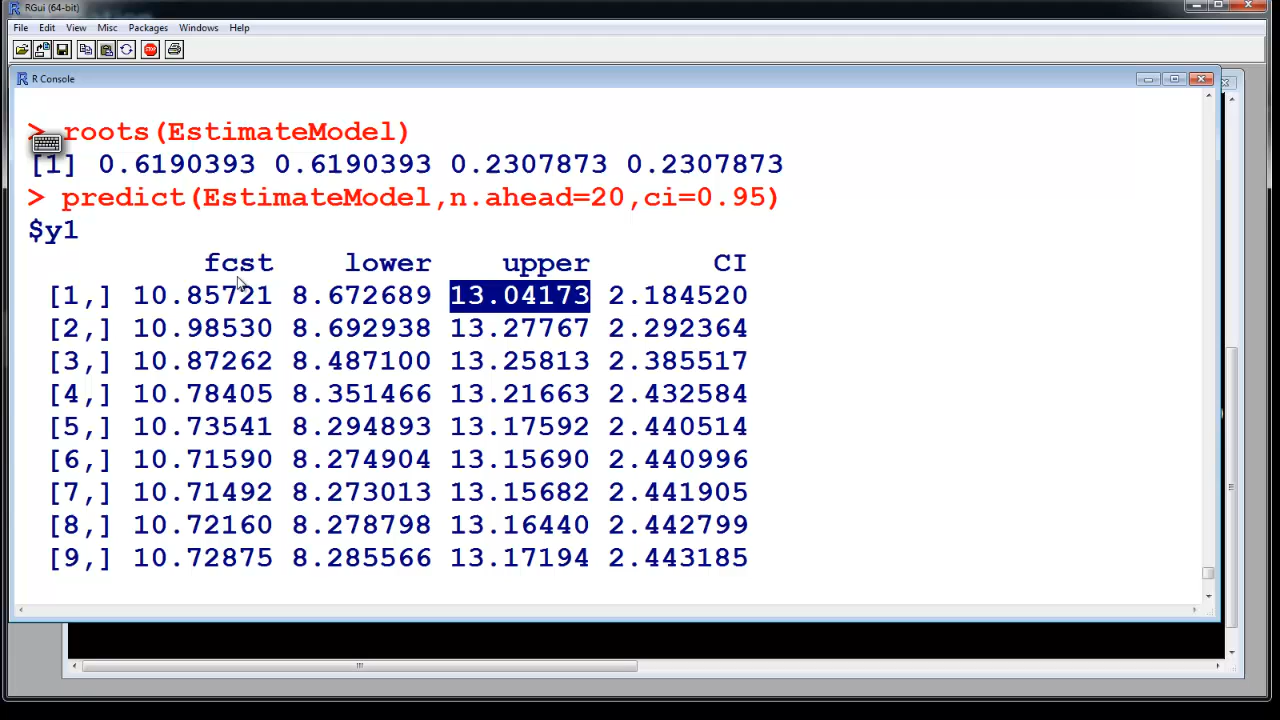 RGui (64-bit)
File Edit View Misc Packages Windows Help
R Console
> roots(EstimateModel)
[1] 0.6190393 0.6190393 0.2307873 0.2307873
> predict(EstimateModel,n.ahead=20,ci=0.95)
$y1
fcst lower upper CI
[1,] 10.85721 8.672689 13.04173 2.184520
[2,] 10.98530 8.692938 13.27767 2.292364
[3,] 10.87262 8.487100 13.25813 2.385517
[4,] 10.78405 8.351466 13.21663 2.432584
[5,] 10.73541 8.294893 13.17592 2.440514
[6,] 10.71590 8.274904 13.15690 2.440996
[7,] 10.71492 8.273013 13.15682 2.441905
[8,] 10.72160 8.278798 13.16440 2.442799
[9,] 10.72875 8.285566 13.17194 2.443185